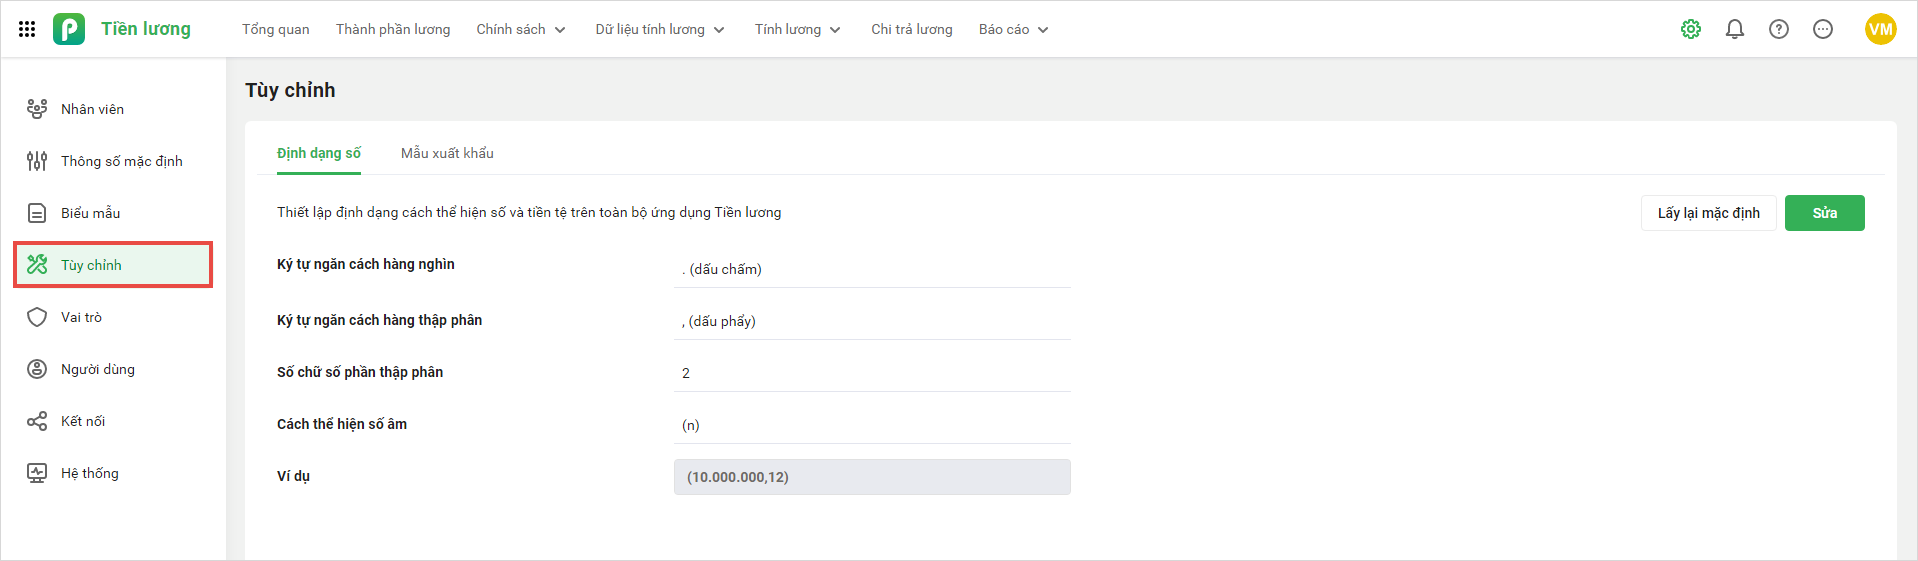 Tiền lương
Tổng quan
Thành phần lương
Chính sách
Dữ liệu tính lương
Tính lương
Chi trả lương
Báo cáo
VM
Nhân viên
Thông số mặc định
Biểu mẫu
Tùy chỉnh
Vai trò
Người dùng
Kết nối
Hệ thống
Tùy chỉnh
Định dạng số
Mẫu xuất khẩu
Thiết lập định dạng cách thể hiện số và tiền tệ trên toàn bộ ứng dụng Tiền lương
Lấy lại mặc định
Sửa
Ký tự ngăn cách hàng nghìn
. (dấu chấm)
Ký tự ngăn cách hàng thập phân
, (dấu phẩy)
Số chữ số phần thập phân
2
Cách thể hiện số âm
(n)
Ví dụ
(10.000.000,12)